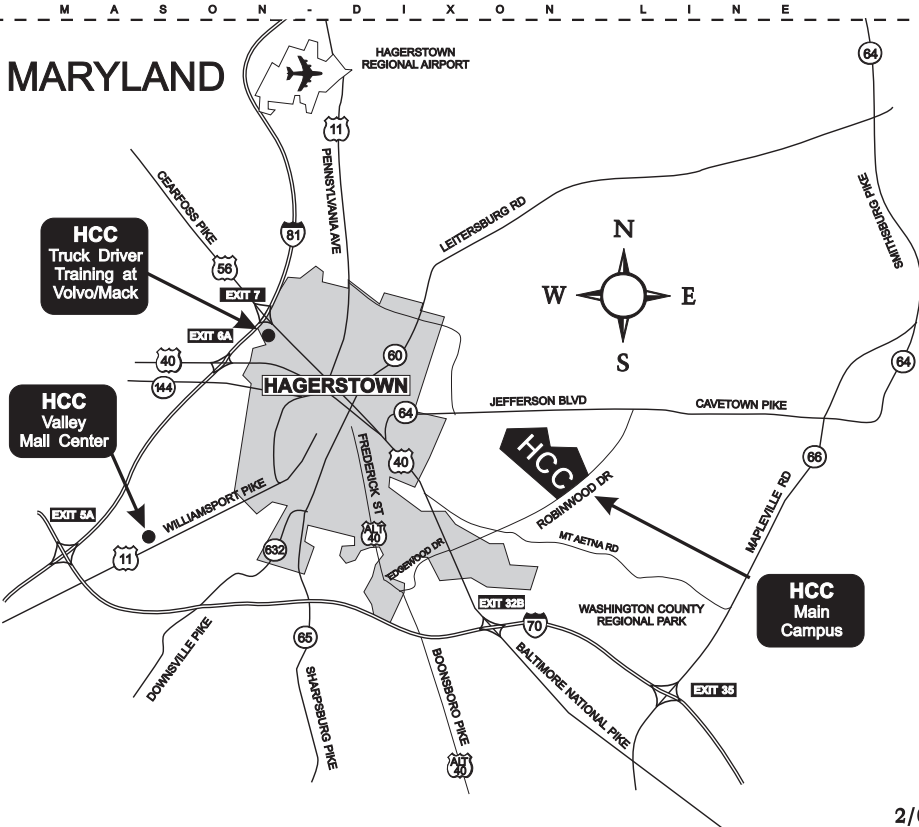 MASON-DIXON LINE
MARYLAND
HAGERSTOWN
REGIONAL AIRPORT
64
11
CEARFOSS PIKE
PENNSYLVANIA AVE
LEITERSBURG RD
SMITHSBURG PIKE
HCC
Truck Driver
Training at
Volvo/Mack
81
N
W
E
S
56
EXIT 7
EXIT 6A
40
144
60
HAGERSTOWN
64
64
JEFFERSON BLVD
CAVETOWN PIKE
HCC
Valley
Mall Center
FREDERICK ST
40
HCC
ROBINWOOD DR
66
MAPLEVILLE RD
WILLIAMSPORT PIKE
EXIT 5A
11
632
ALT
40
EDGEWOOD DR
MT AETNA RD
HCC
Main
Campus
EXIT 32B
70
WASHINGTON COUNTY
REGIONAL PARK
65
DOWNSVILLE PIKE
SHARPSBURG PIKE
BOONSBORO PIKE
BALTIMORE NATIONAL PIKE
EXIT 35
ALT
40
2/